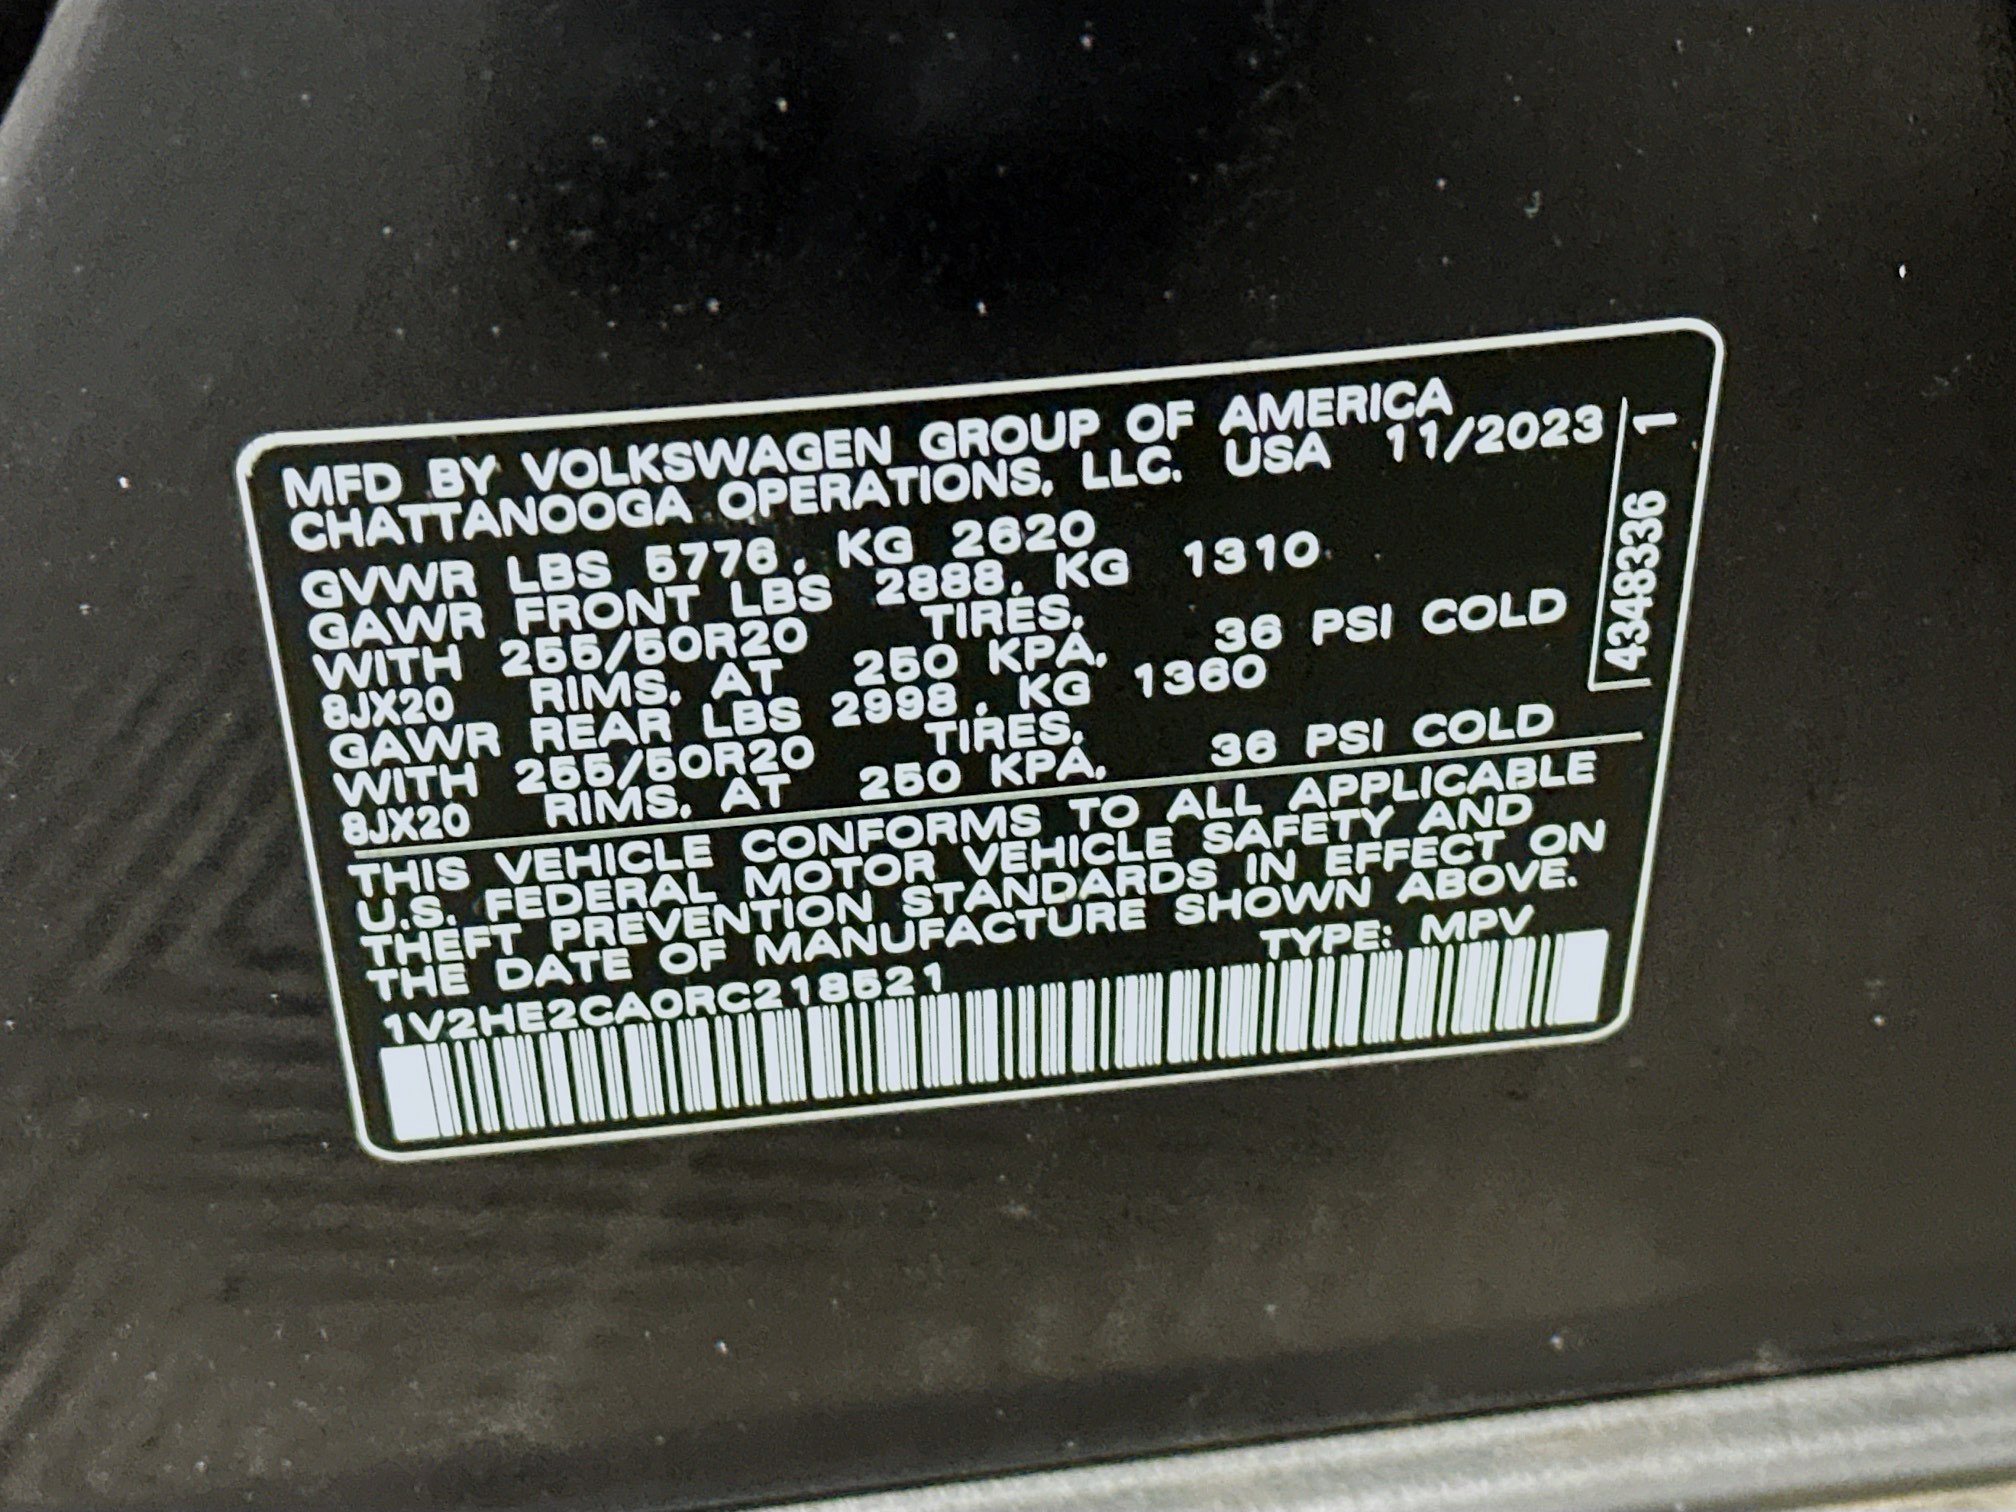 MFD BY VOLKSWAGEN GROUP OF AMERICA
CHATTANOOGA OPERATIONS, LLC. USA 11/2023
GVWR LBS 5776, KG 2620
GAWR FRONT LBS 2888, KG 1310
WITH 255/50R20 TIRES,
8JX20 RIMS, AT 250 KPA, 36 PSI COLD
GAWR REAR LBS 2998, KG 1360
WITH 255/50R20 TIRES,
8JX20 RIMS, AT 250 KPA, 36 PSI COLD
THIS VEHICLE CONFORMS TO ALL APPLICABLE
U.S. FEDERAL MOTOR VEHICLE SAFETY AND
THEFT PREVENTION STANDARDS IN EFFECT ON
THE DATE OF MANUFACTURE SHOWN ABOVE.
1V2HE2CA0RC218521 TYPE: MPV
4348336 1